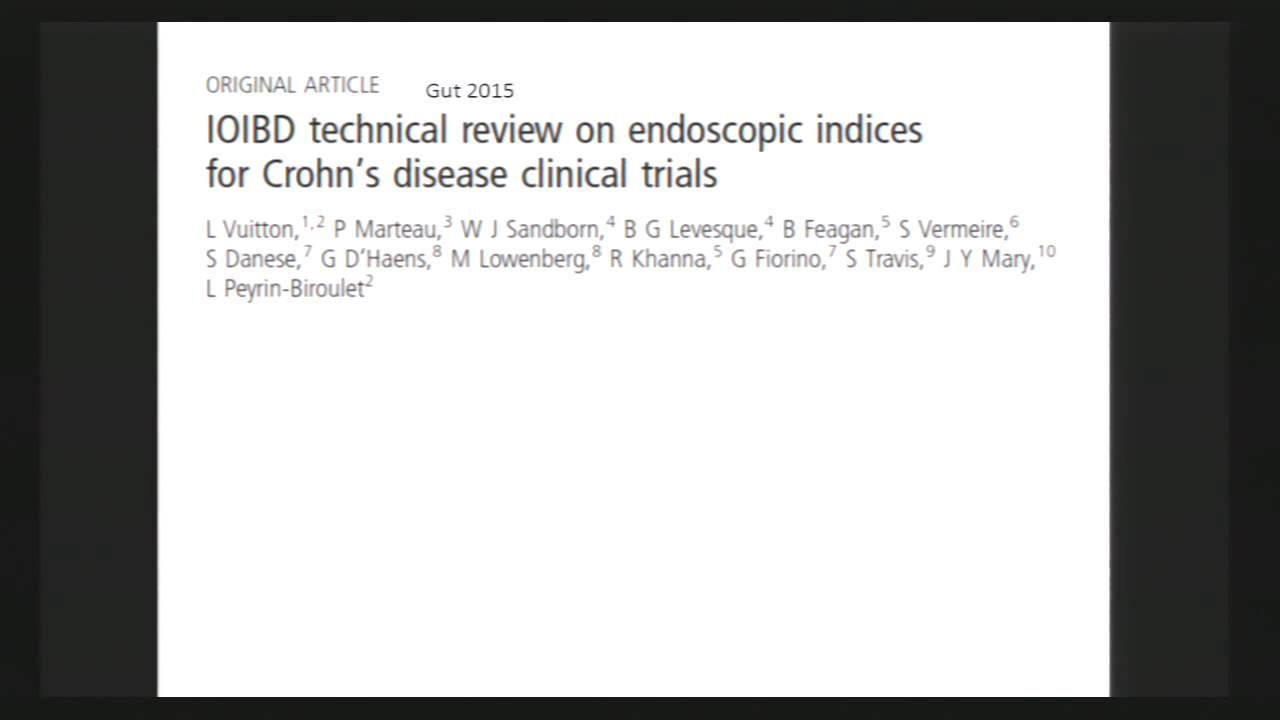 ORIGINAL ARTICLE Gut 2015
IOIBD technical review on endoscopic indices
for Crohn's disease clinical trials
L Vuitton,1,2 P Marteau,3 W J Sandborn,4 B G Levesque,4 B Feagan,5 S Vermeire,6
S Danese,7 G D'Haens,8 M Lowenberg,8 R Khanna,5 G Fiorino,7 S Travis,9 J Y Mary,10
L Peyrin-Biroulet2